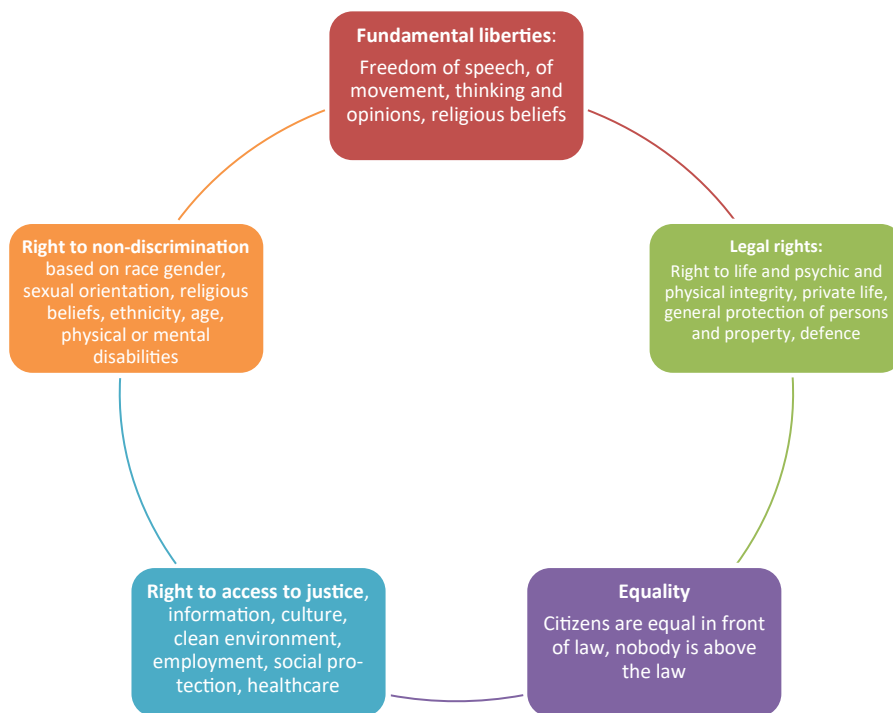 Fundamental liberties:
Freedom of speech, of
movement, thinking and
opinions, religious beliefs
Legal rights:
Right to life and psychic and
physical integrity, private life,
general protection of persons
and property, defence
Equality
Citizens are equal in front
of law, nobody is above
the law
Right to access to justice,
information, culture,
clean environment,
employment, social pro-
tection, healthcare
Right to non-discrimination
based on race gender,
sexual orientation, religious
beliefs, ethnicity, age,
physical or mental
disabilities